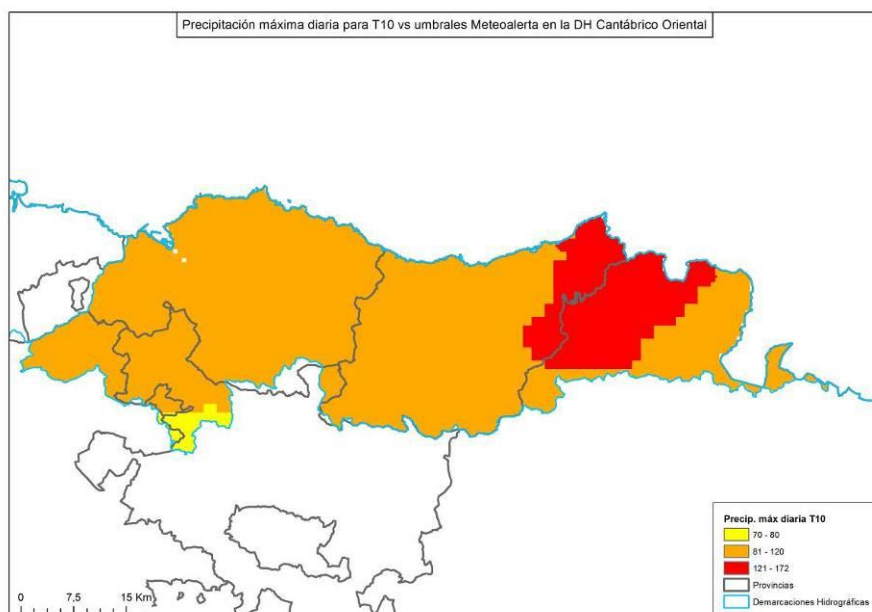 Precipitación máxima diaria para T10 vs umbrales Meteoalerta en la DH Cantábrico Oriental
Precip. máx diaria T10
70 - 80
81 - 120
121 - 172
Provincias
Demarcaciones Hidrográficas
0 7,5 15 Km